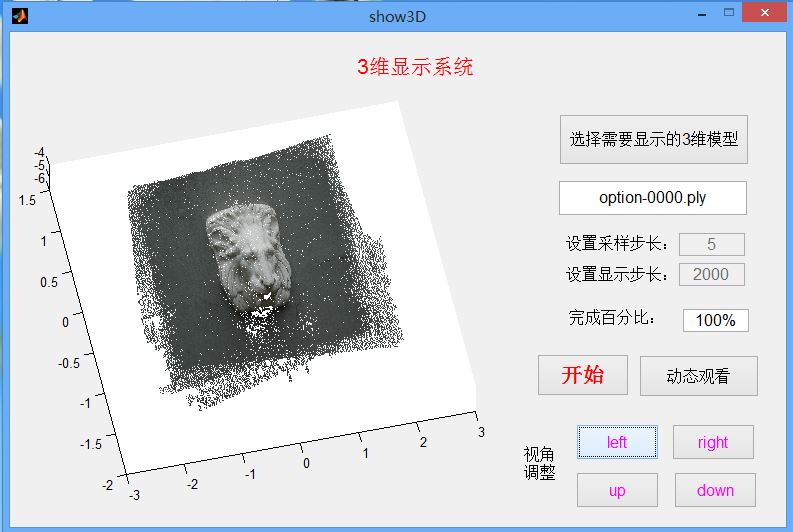 show3D
3维显示系统
选择需要显示的3维模型
option-0000.ply
设置采样步长： 5
设置显示步长： 2000
完成百分比： 100%
开始 动态观看
视角
调整
left right
up down
-4
-5
-6
1.5
1
0.5
0
-0.5
-1
-1.5
-2
-3
-2
-1
0
1
2
3